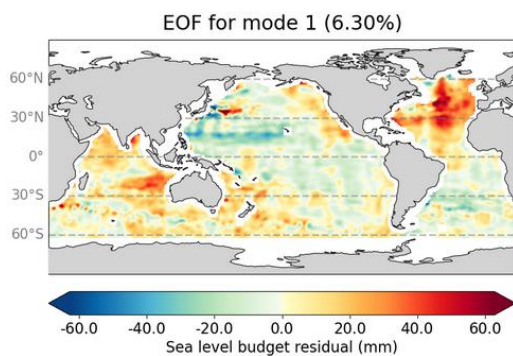 EOF for mode 1 (6.30%)
60°N
30°N
0°
30°S
60°S
-60.0 -40.0 -20.0 0.0 20.0 40.0 60.0
Sea level budget residual (mm)